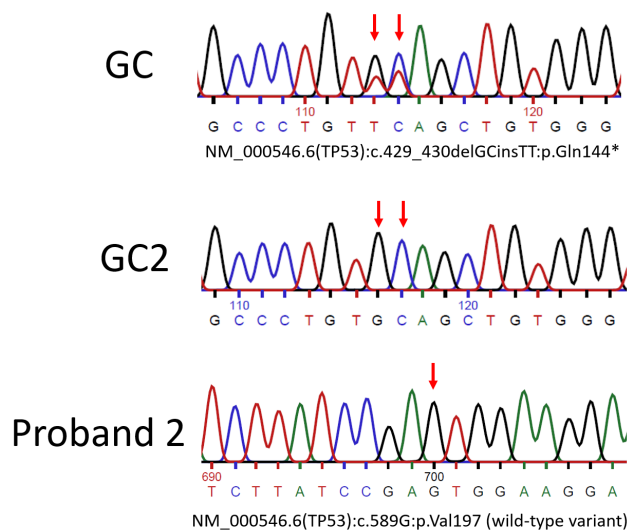 GC
110 120
G C C C T G T T C A G C T G T G G G
NM_000546.6(TP53):c.429_430delGCinsTT:p.Gln144*
GC2
110 120
G C C C T G T G C A G C T G T G G G
Proband 2
690 700
T C T T A T C C G A G T G G A A G G A
NM_000546.6(TP53):c.589G:p.Val197 (wild-type variant)